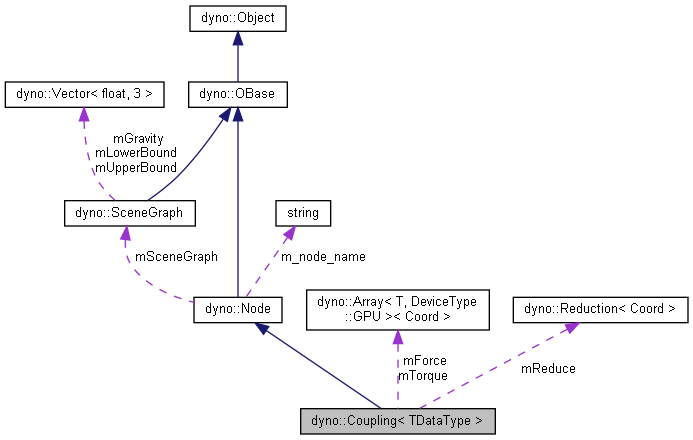 dyno::Object
dyno::Vector< float, 3 >
dyno::OBase
mGravity
mLowerBound
mUpperBound
dyno::SceneGraph
string
mSceneGraph
m_node_name
dyno::Node
dyno::Array< T, DeviceType
::GPU >< Coord >
dyno::Reduction< Coord >
mForce
mTorque
mReduce
dyno::Coupling< TDataType >